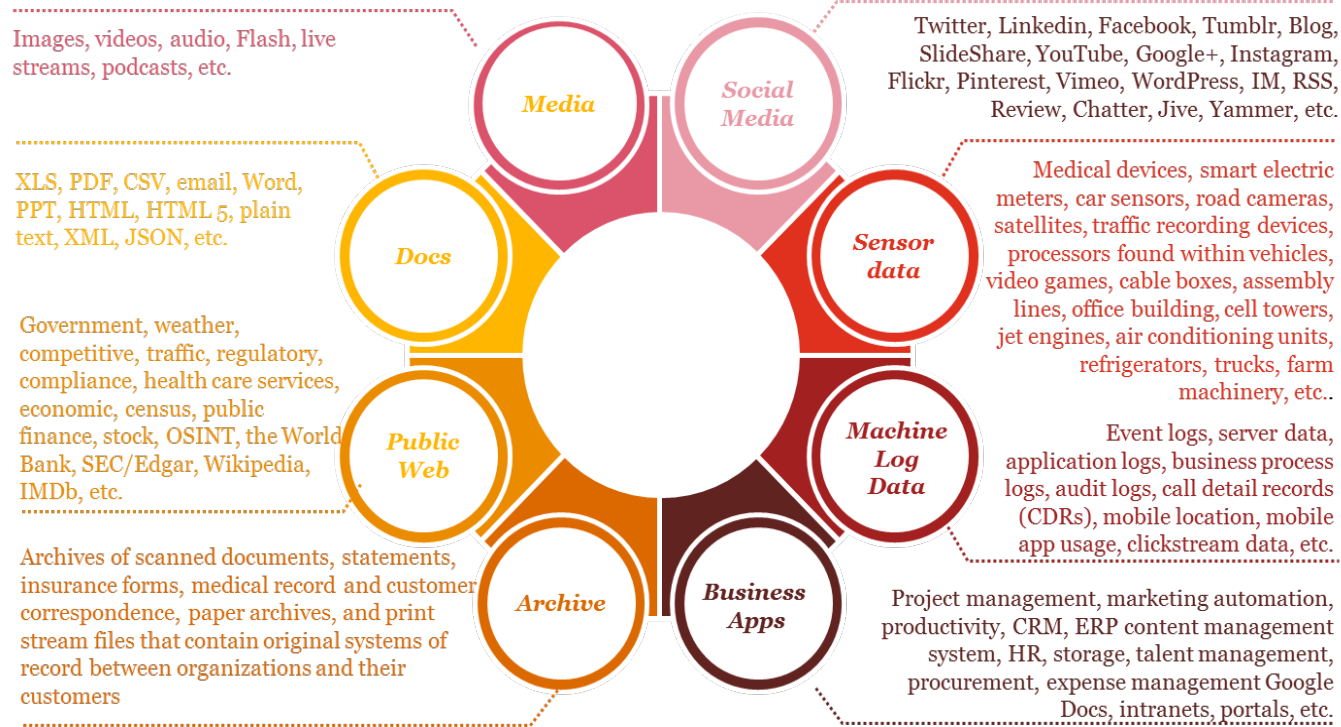 Images, videos, audio, Flash, live
streams, podcasts, etc.
Media
Social
Media
Twitter, Linkedin, Facebook, Tumblr, Blog,
SlideShare, YouTube, Google+, Instagram,
Flickr, Pinterest, Vimeo, WordPress, IM, RSS,
Review, Chatter, Jive, Yammer, etc.
XLS, PDF, CSV, email, Word,
PPT, HTML, HTML 5, plain
text, XML, JSON, etc.
Docs
Sensor
data
Medical devices, smart electric
meters, car sensors, road cameras,
satellites, traffic recording devices,
processors found within vehicles,
video games, cable boxes, assembly
lines, office building, cell towers,
jet engines, air conditioning units,
refrigerators, trucks, farm
machinery, etc..
Government, weather,
competitive, traffic, regulatory,
compliance, health care services,
economic, census, public
finance, stock, OSINT, the World
Bank, SEC/Edgar, Wikipedia,
IMDb, etc.
Public
Web
Machine
Log
Data
Event logs, server data,
application logs, business process
logs, audit logs, call detail records
(CDRs), mobile location, mobile
app usage, clickstream data, etc.
Archives of scanned documents, statements,
insurance forms, medical record and customer
correspondence, paper archives, and print
stream files that contain original systems of
record between organizations and their
customers
Archive
Business
Apps
Project management, marketing automation,
productivity, CRM, ERP content management
system, HR, storage, talent management,
procurement, expense management Google
Docs, intranets, portals, etc.